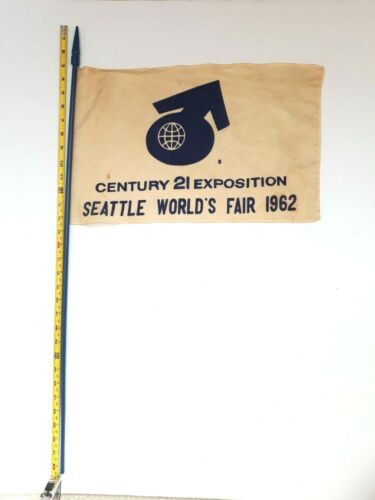 CENTURY 21 EXPOSITION
SEATTLE WORLD'S FAIR 1962